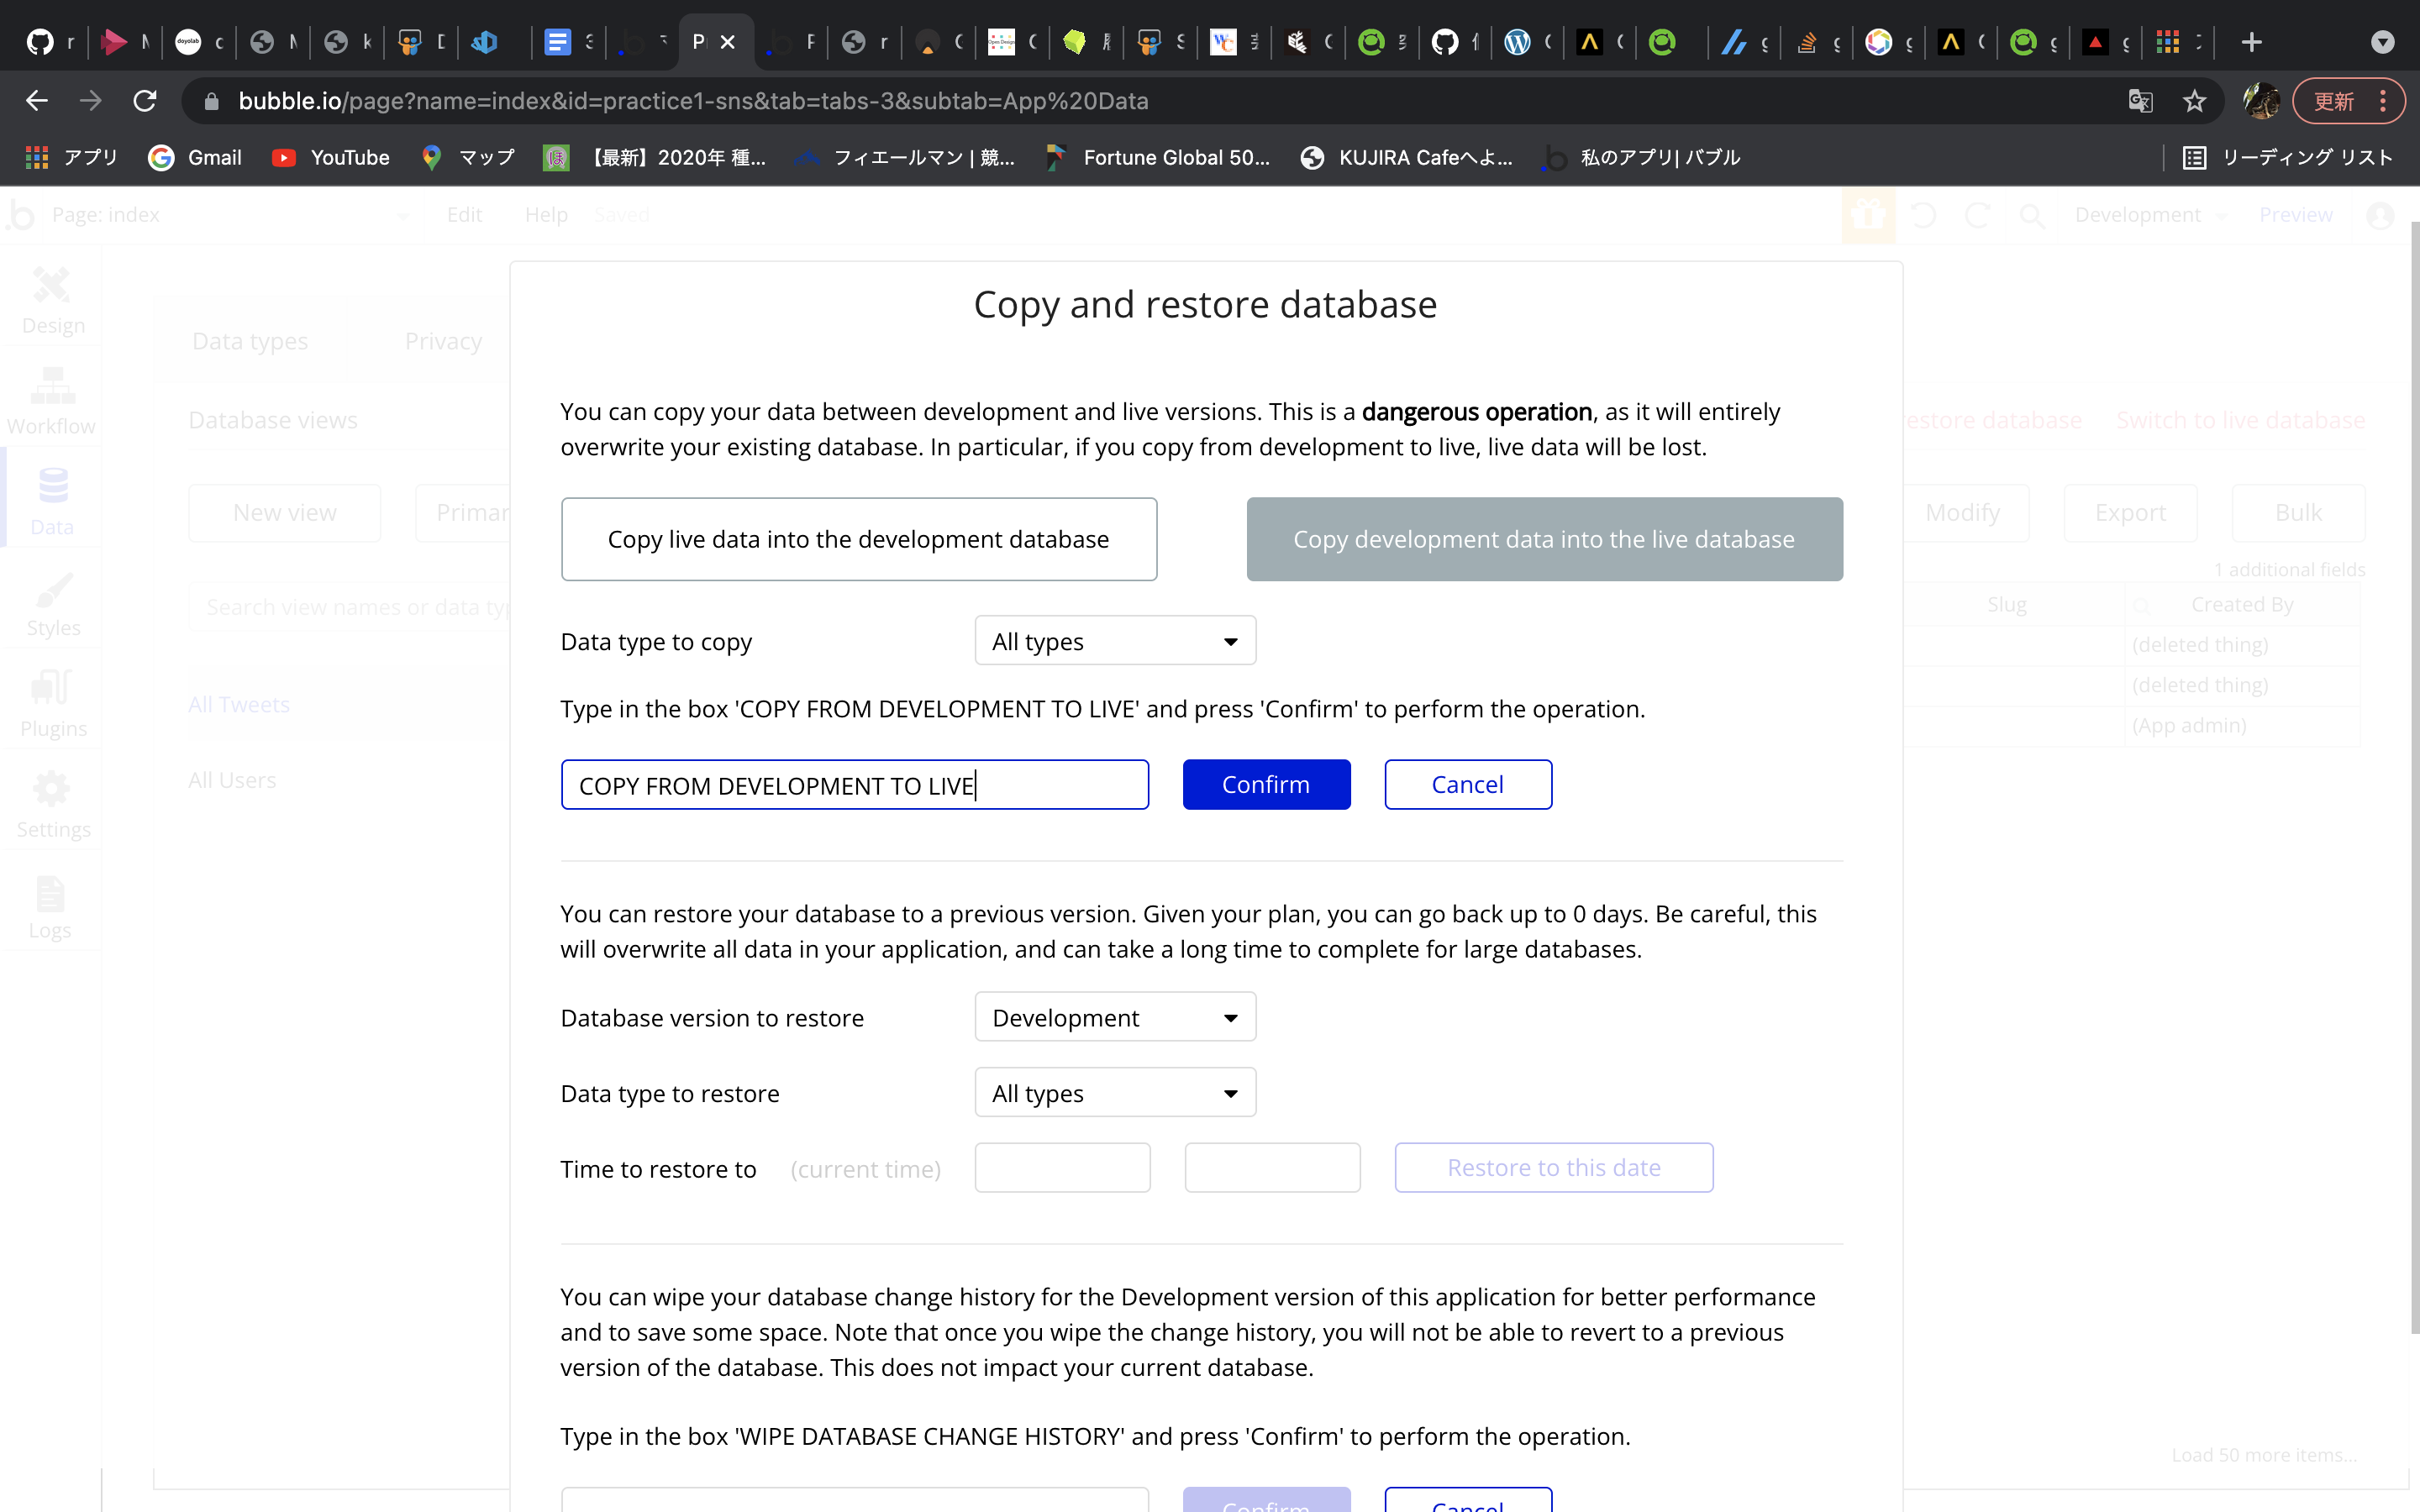 bubble.io/page?name=index&id=practice1-sns&tab=tabs-3&subtab=App%20Data
更新
アプリ
Gmail
YouTube
マップ
【最新】2020年 種...
フィエールマン | 競...
Fortune Global 50...
KUJIRA Cafeへよ...
私のアプリ| バブル
リーディング リスト
Page: index
Edit
Help
Saved
Development
Preview
Design
Workflow
Data
Styles
Plugins
Settings
Logs
Data types
Privacy
Database views
New view
Primar
Search view names or data typ
All Tweets
All Users
Copy and restore database
You can copy your data between development and live versions. This is a dangerous operation, as it will entirely
overwrite your existing database. In particular, if you copy from development to live, live data will be lost.
Copy live data into the development database
Copy development data into the live database
Data type to copy
All types
Type in the box 'COPY FROM DEVELOPMENT TO LIVE' and press 'Confirm' to perform the operation.
COPY FROM DEVELOPMENT TO LIVE
Confirm
Cancel
You can restore your database to a previous version. Given your plan, you can go back up to 0 days. Be careful, this
will overwrite all data in your application, and can take a long time to complete for large databases.
Database version to restore
Development
Data type to restore
All types
Time to restore to
(current time)
Restore to this date
You can wipe your database change history for the Development version of this application for better performance
and to save some space. Note that once you wipe the change history, you will not be able to revert to a previous
version of the database. This does not impact your current database.
Type in the box 'WIPE DATABASE CHANGE HISTORY' and press 'Confirm' to perform the operation.
Confirm
Cancel
estore database
Switch to live database
Modify
Export
Bulk
1 additional fields
Slug
Created By
(deleted thing)
(deleted thing)
(App admin)
Load 50 more items...